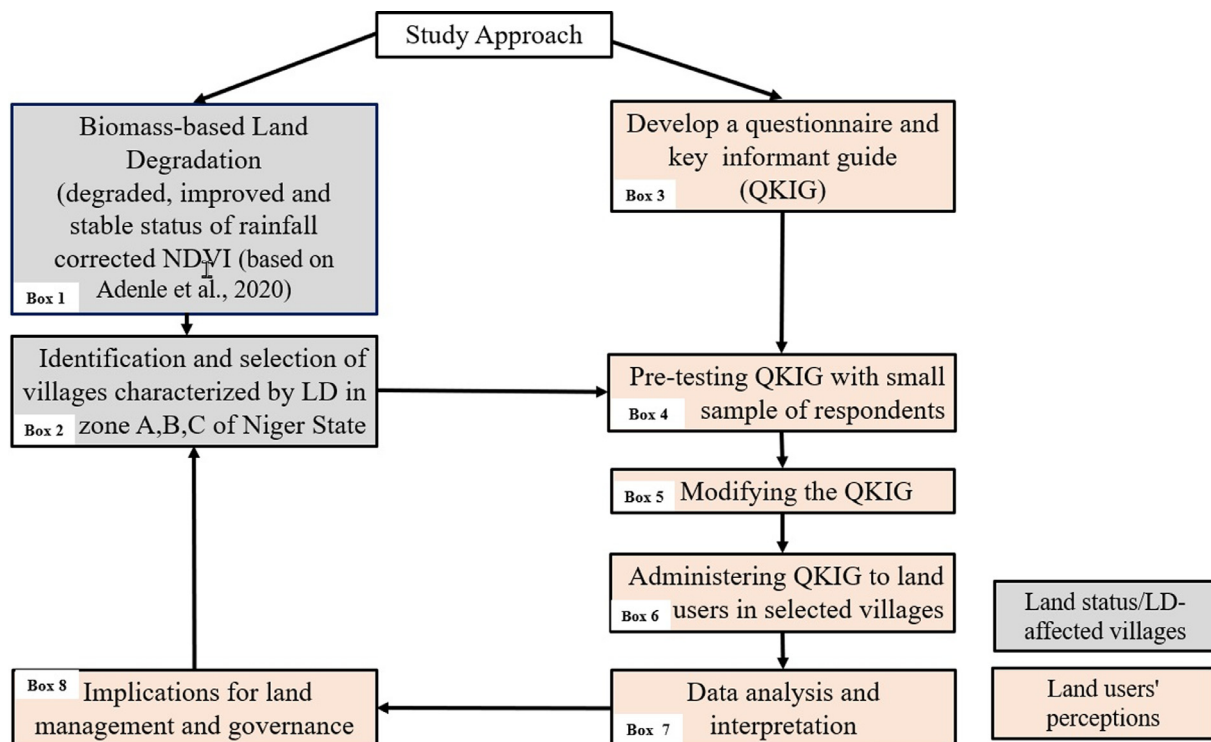 Study Approach
Biomass-based Land
Degradation
(degraded, improved and
stable status of rainfall
corrected NDVI (based on
Adenle et al., 2020)
Box 1
Identification and selection of
villages characterized by LD in
zone A,B,C of Niger State
Box 2
Develop a questionnaire and
key informant guide
(QKIG)
Box 3
Pre-testing QKIG with small
sample of respondents
Box 4
Box 5 Modifying the QKIG
Administering QKIG to land
users in selected villages
Box 6
Data analysis and
interpretation
Box 7
Box 8 Implications for land
management and governance
Land status/LD-
affected villages
Land users'
perceptions